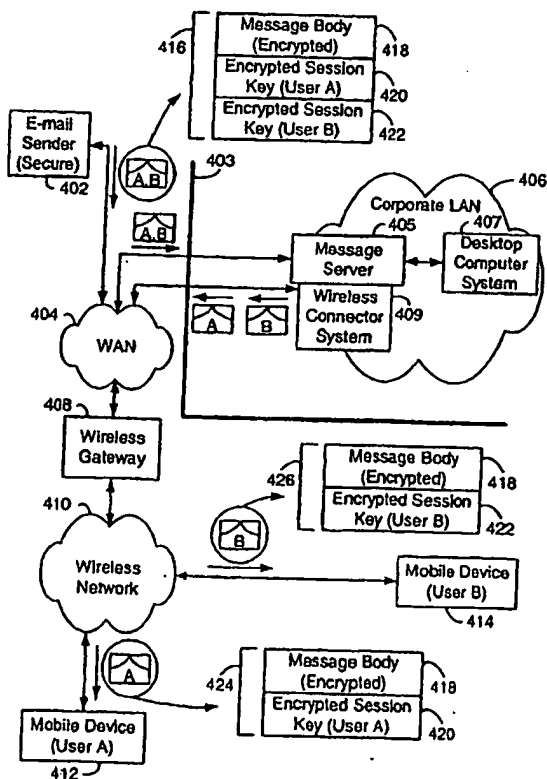 416
Message Body
(Encrypted)
418
Encrypted Session
Key (User A)
420
Encrypted Session
Key (User B)
422
E-mail
Sender
(Secure)
402
A,B
403
A,B
406
Corporate LAN
405
407
Message
Server
Desktop
Computer
System
Wireless
Connector
System
409
A
B
404
WAN
408
Wireless
Gateway
410
Wireless
Network
426
Message Body
(Encrypted)
418
Encrypted Session
Key (User B)
422
B
Mobile Device
(User B)
414
A
424
Message Body
(Encrypted)
418
Encrypted Session
Key (User A)
420
Mobile Device
(User A)
412